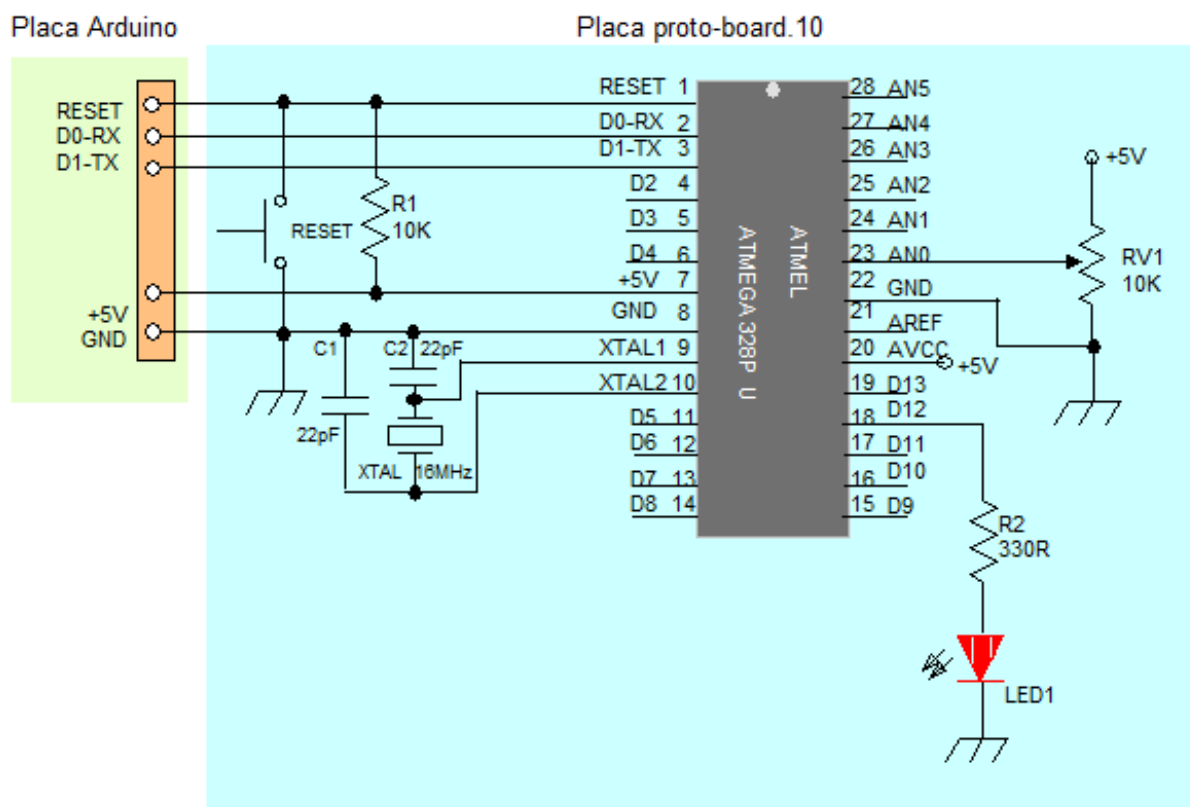 Placa Arduino
Placa proto-board.10
RESET
D0-RX
D1-TX
+5V
GND
RESET
R1
10K
C1
22pF
C2
22pF
XTAL
16MHz
RESET 1
D0-RX 2
D1-TX 3
D2 4
D3 5
D4 6
+5V 7
GND 8
XTAL1 9
XTAL2 10
D5 11
D6 12
D7 13
D8 14
ATMEL
ATMEGA328P U
28 AN5
27 AN4
26 AN3
25 AN2
24 AN1
23 AN0
22 GND
21 AREF
20 AVCC
19 D13
18 D12
17 D11
16 D10
15 D9
+5V
+5V
RV1
10K
R2
330R
LED1